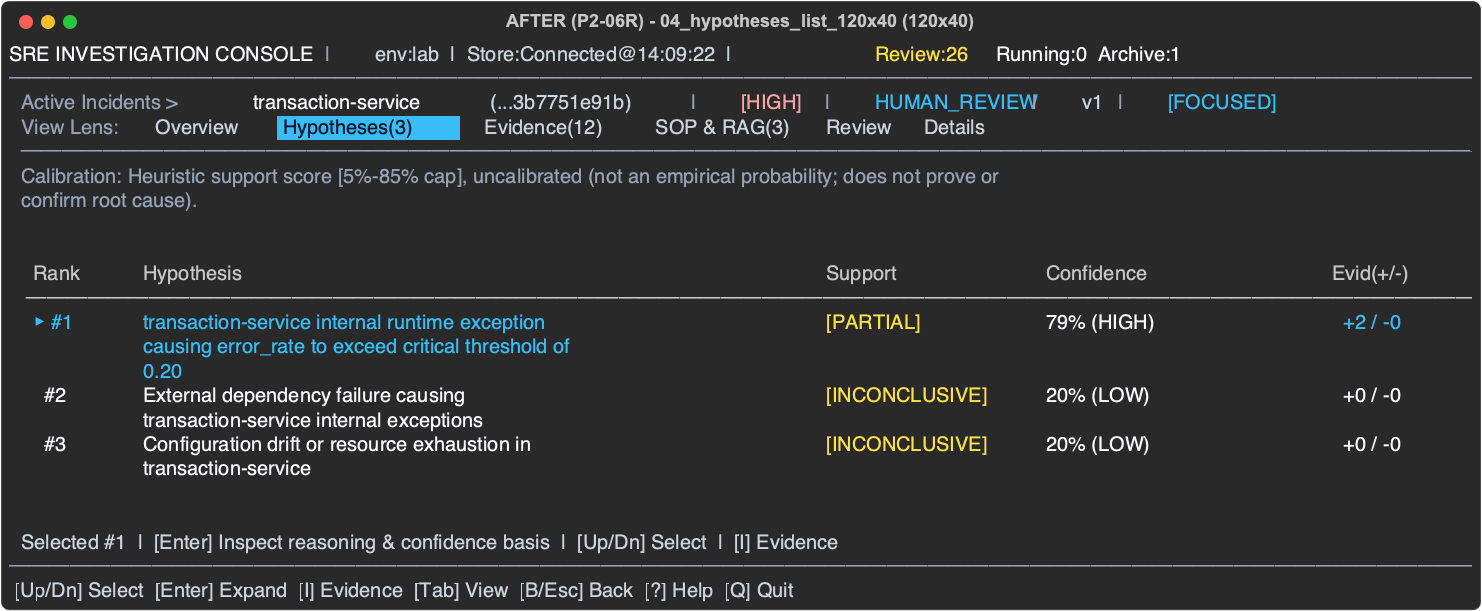 AFTER (P2-06R) - 04_hypotheses_list_120x40 (120x40)
SRE INVESTIGATION CONSOLE | env:lab | Store:Connected@14:09:22 | Review:26 Running:0 Archive:1
Active Incidents > transaction-service (...3b7751e91b) | [HIGH] | HUMAN_REVIEW v1 | [FOCUSED]
View Lens: Overview Hypotheses(3) Evidence(12) SOP & RAG(3) Review Details
Calibration: Heuristic support score [5%-85% cap], uncalibrated (not an empirical probability; does not prove or
confirm root cause).
Rank Hypothesis Support Confidence Evid(+/-)
▸ #1 transaction-service internal runtime exception [PARTIAL] 79% (HIGH) +2 / -0
causing error_rate to exceed critical threshold of
0.20
#2 External dependency failure causing [INCONCLUSIVE] 20% (LOW) +0 / -0
transaction-service internal exceptions
#3 Configuration drift or resource exhaustion in [INCONCLUSIVE] 20% (LOW) +0 / -0
transaction-service
Selected #1 | [Enter] Inspect reasoning & confidence basis | [Up/Dn] Select | [I] Evidence
[Up/Dn] Select [Enter] Expand [I] Evidence [Tab] View [B/Esc] Back [?] Help [Q] Quit